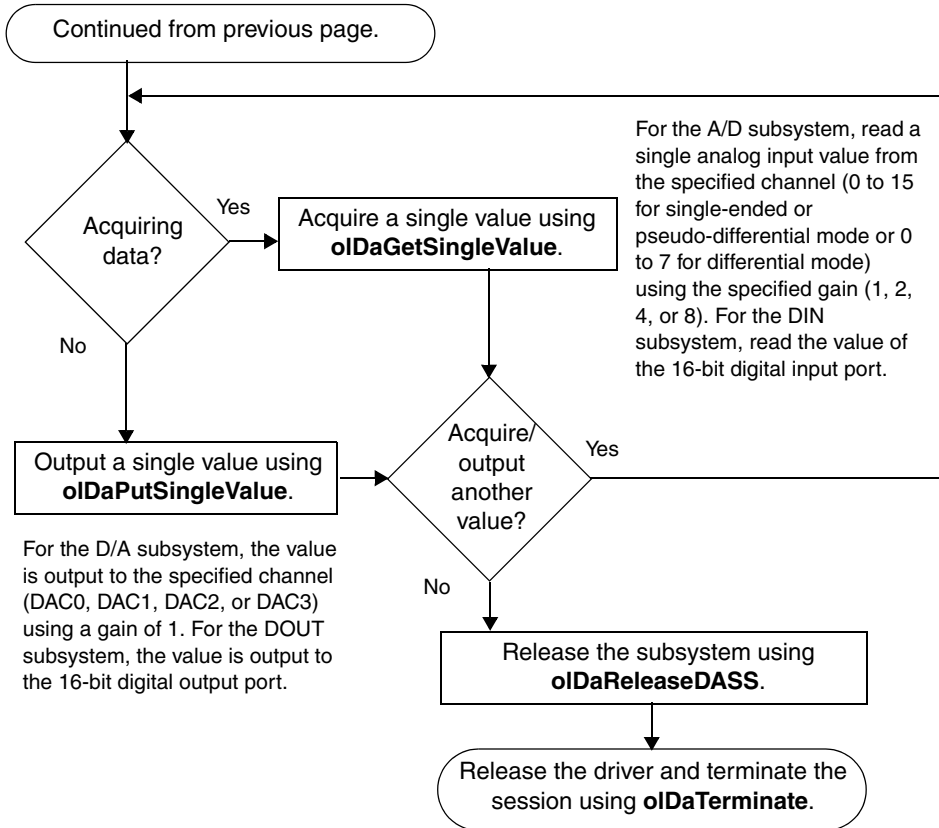 Continued from previous page.
For the A/D subsystem, read a
single analog input value from
the specified channel (0 to 15
for single-ended or
pseudo-differential mode or 0
to 7 for differential mode)
using the specified gain (1, 2,
4, or 8). For the DIN
subsystem, read the value of
the 16-bit digital input port.
Acquiring
data?
Yes
Acquire a single value using
olDaGetSingleValue.
No
Output a single value using
olDaPutSingleValue.
Acquire/
output
another
value?
Yes
For the D/A subsystem, the value
is output to the specified channel
(DAC0, DAC1, DAC2, or DAC3)
using a gain of 1. For the DOUT
subsystem, the value is output to
the 16-bit digital output port.
No
Release the subsystem using
olDaReleaseDASS.
Release the driver and terminate the
session using olDaTerminate.